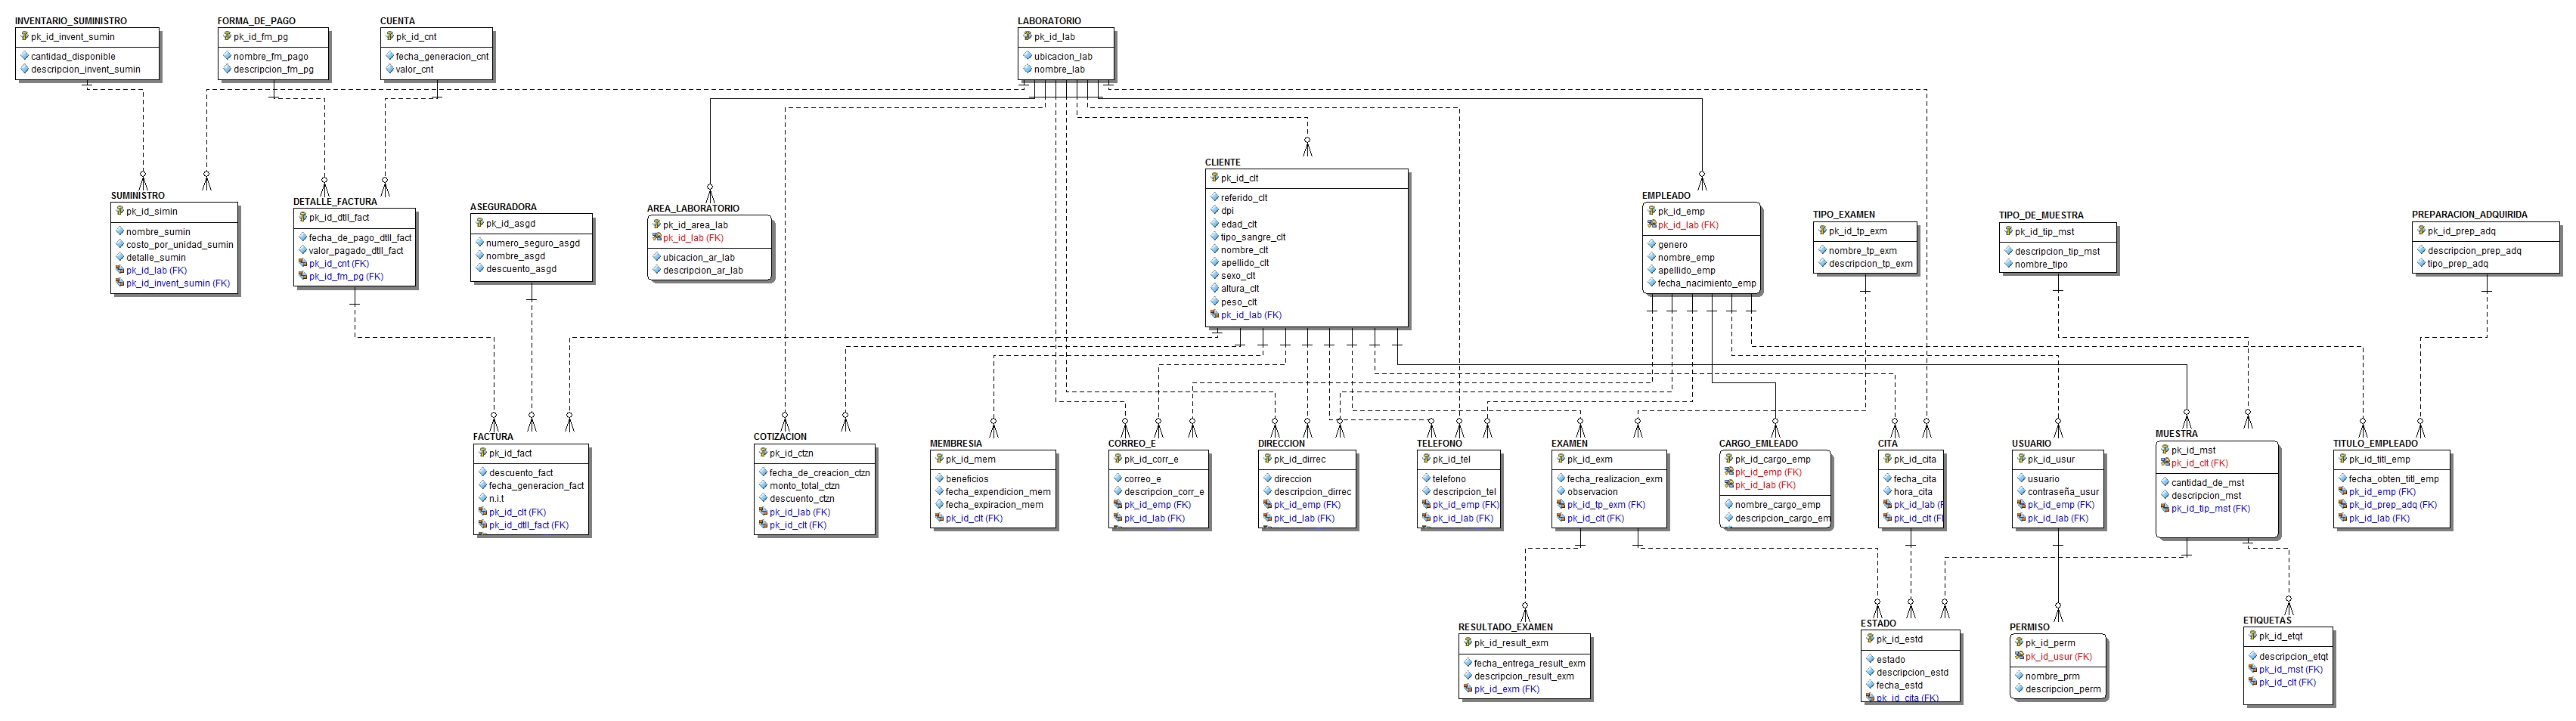 INVENTARIO_SUMINISTRO
pk_id_invent_sumin
cantidad_disponible
descripcion_invent_sumin
FORMA_DE_PAGO
pk_id_fm_pg
nombre_fm_pago
descripcion_fm_pg
CUENTA
pk_id_cnt
fecha_generacion_cnt
valor_cnt
LABORATORIO
pk_id_lab
ubicacion_lab
nombre_lab
SUMINISTRO
pk_id_simin
nombre_sumin
costo_por_unidad_sumin
detalle_sumin
pk_id_lab (FK)
pk_id_invent_sumin (FK)
DETALLE_FACTURA
pk_id_dtll_fact
fecha_de_pago_dtll_fact
valor_pagado_dtll_fact
pk_id_cnt (FK)
pk_id_fm_pg (FK)
ASEGURADORA
pk_id_asgd
numero_seguro_asgd
nombre_asgd
descuento_asgd
AREA_LABORATORIO
pk_id_area_lab
pk_id_lab (FK)
ubicacion_ar_lab
descripcion_ar_lab
CLIENTE
pk_id_clt
referido_clt
dpi
edad_clt
tipo_sangre_clt
nombre_clt
apellido_clt
sexo_clt
altura_clt
peso_clt
pk_id_lab (FK)
EMPLEADO
pk_id_emp
pk_id_lab (FK)
genero
nombre_emp
apellido_emp
fecha_nacimiento_emp
TIPO_EXAMEN
pk_id_tp_exm
nombre_tp_exm
descripcion_tp_exm
TIPO_DE_MUESTRA
pk_id_tip_mst
descripcion_tip_mst
nombre_tipo
PREPARACION_ADQUIRIDA
pk_id_prep_adq
descripcion_prep_adq
tipo_prep_adq
FACTURA
pk_id_fact
descuento_fact
fecha_generacion_fact
n.i.t
pk_id_clt (FK)
pk_id_dtll_fact (FK)
COTIZACION
pk_id_ctzn
fecha_de_creacion_ctzn
monto_total_ctzn
descuento_ctzn
pk_id_lab (FK)
pk_id_clt (FK)
MEMBRESIA
pk_id_mem
beneficios
fecha_expendicion_mem
fecha_expiracion_mem
pk_id_clt (FK)
CORREO_E
pk_id_corr_e
correo_e
descripcion_corr_e
pk_id_emp (FK)
pk_id_lab (FK)
DIRECCION
pk_id_dirrec
direccion
descripcion_dirrec
pk_id_emp (FK)
pk_id_lab (FK)
TELEFONO
pk_id_tel
telefono
descripcion_tel
pk_id_emp (FK)
pk_id_lab (FK)
EXAMEN
pk_id_exm
fecha_realizacion_exm
observacion
pk_id_tp_exm (FK)
pk_id_clt (FK)
CARGO_EMLEADO
pk_id_cargo_emp
pk_id_emp (FK)
pk_id_lab (FK)
nombre_cargo_emp
descripcion_cargo_em
CITA
pk_id_cita
fecha_cita
hora_cita
pk_id_lab (F
pk_id_clt (F
USUARIO
pk_id_usur
usuario
contraseña_usur
pk_id_emp (FK)
pk_id_lab (FK)
MUESTRA
pk_id_mst
pk_id_clt (FK)
cantidad_de_mst
descripcion_mst
pk_id_tip_mst (FK)
TITULO_EMPLEADO
pk_id_titl_emp
fecha_obten_titl_emp
pk_id_emp (FK)
pk_id_prep_adq (FK)
pk_id_lab (FK)
RESULTADO_EXAMEN
pk_id_result_exm
fecha_entrega_result_exm
descripcion_result_exm
pk_id_exm (FK)
ESTADO
pk_id_estd
estado
descripcion_estd
fecha_estd
pk_id_cita (FK)
PERMISO
pk_id_perm
pk_id_usur (FK)
nombre_prm
descripcion_perm
ETIQUETAS
pk_id_etqt
descripcion_etqt
pk_id_mst (FK)
pk_id_clt (FK)